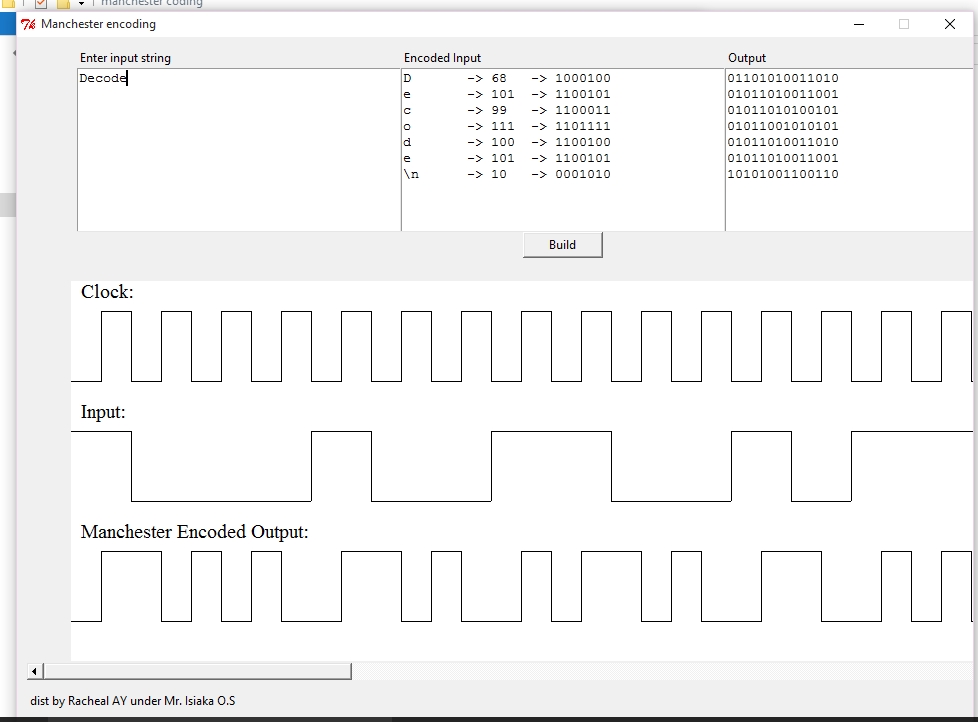 manchester coding
Manchester encoding
Enter input string
Encoded Input
Output
Decode
D -> 68 -> 1000100
e -> 101 -> 1100101
c -> 99 -> 1100011
o -> 111 -> 1101111
d -> 100 -> 1100100
e -> 101 -> 1100101
\n -> 10 -> 0001010
01101010011010
01011010011001
01011010100101
01011001010101
01011010011010
01011010011001
10101001100110
Build
Clock:
Input:
Manchester Encoded Output:
dist by Racheal AY under Mr. Isiaka O.S